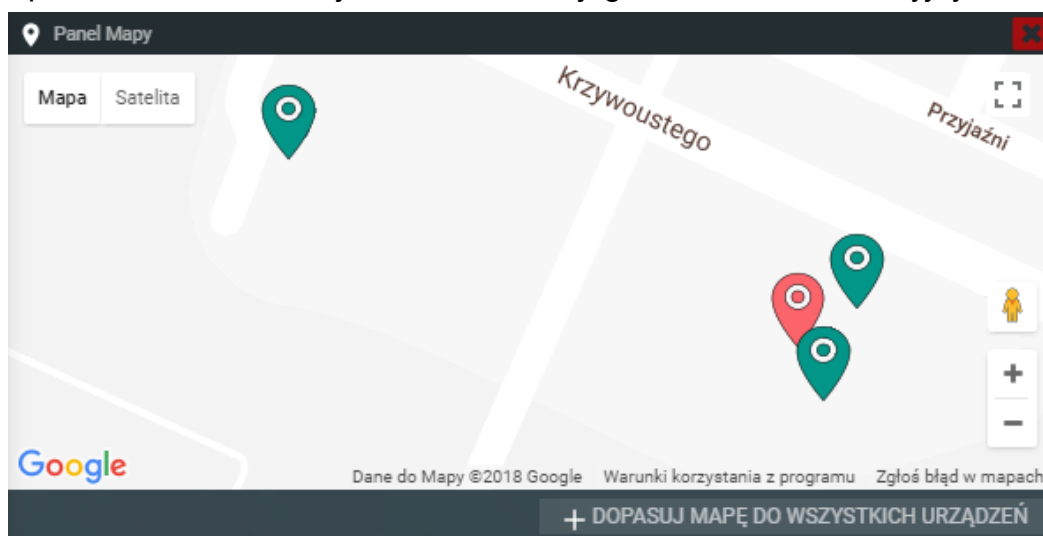 Panel Mapy
Mapa Satelita
Krzywoustego
Przyjaźni
Google
Dane do Mapy ©2018 Google Warunki korzystania z programu Zgłoś błąd w mapach
+ DOPASUJ MAPĘ DO WSZYSTKICH URZĄDZEŃ